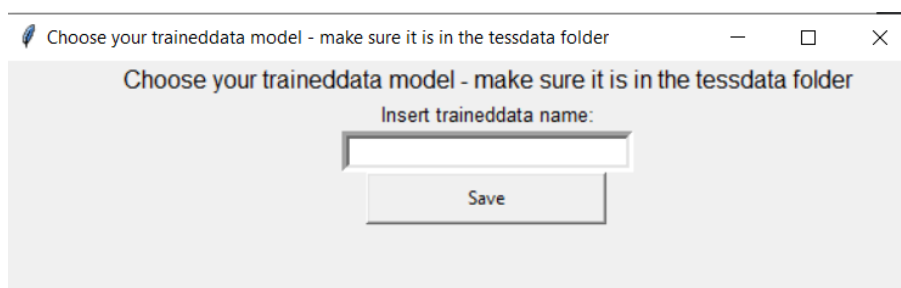 Choose your traineddata model - make sure it is in the tessdata folder
Choose your traineddata model - make sure it is in the tessdata folder
Insert traineddata name:
Save